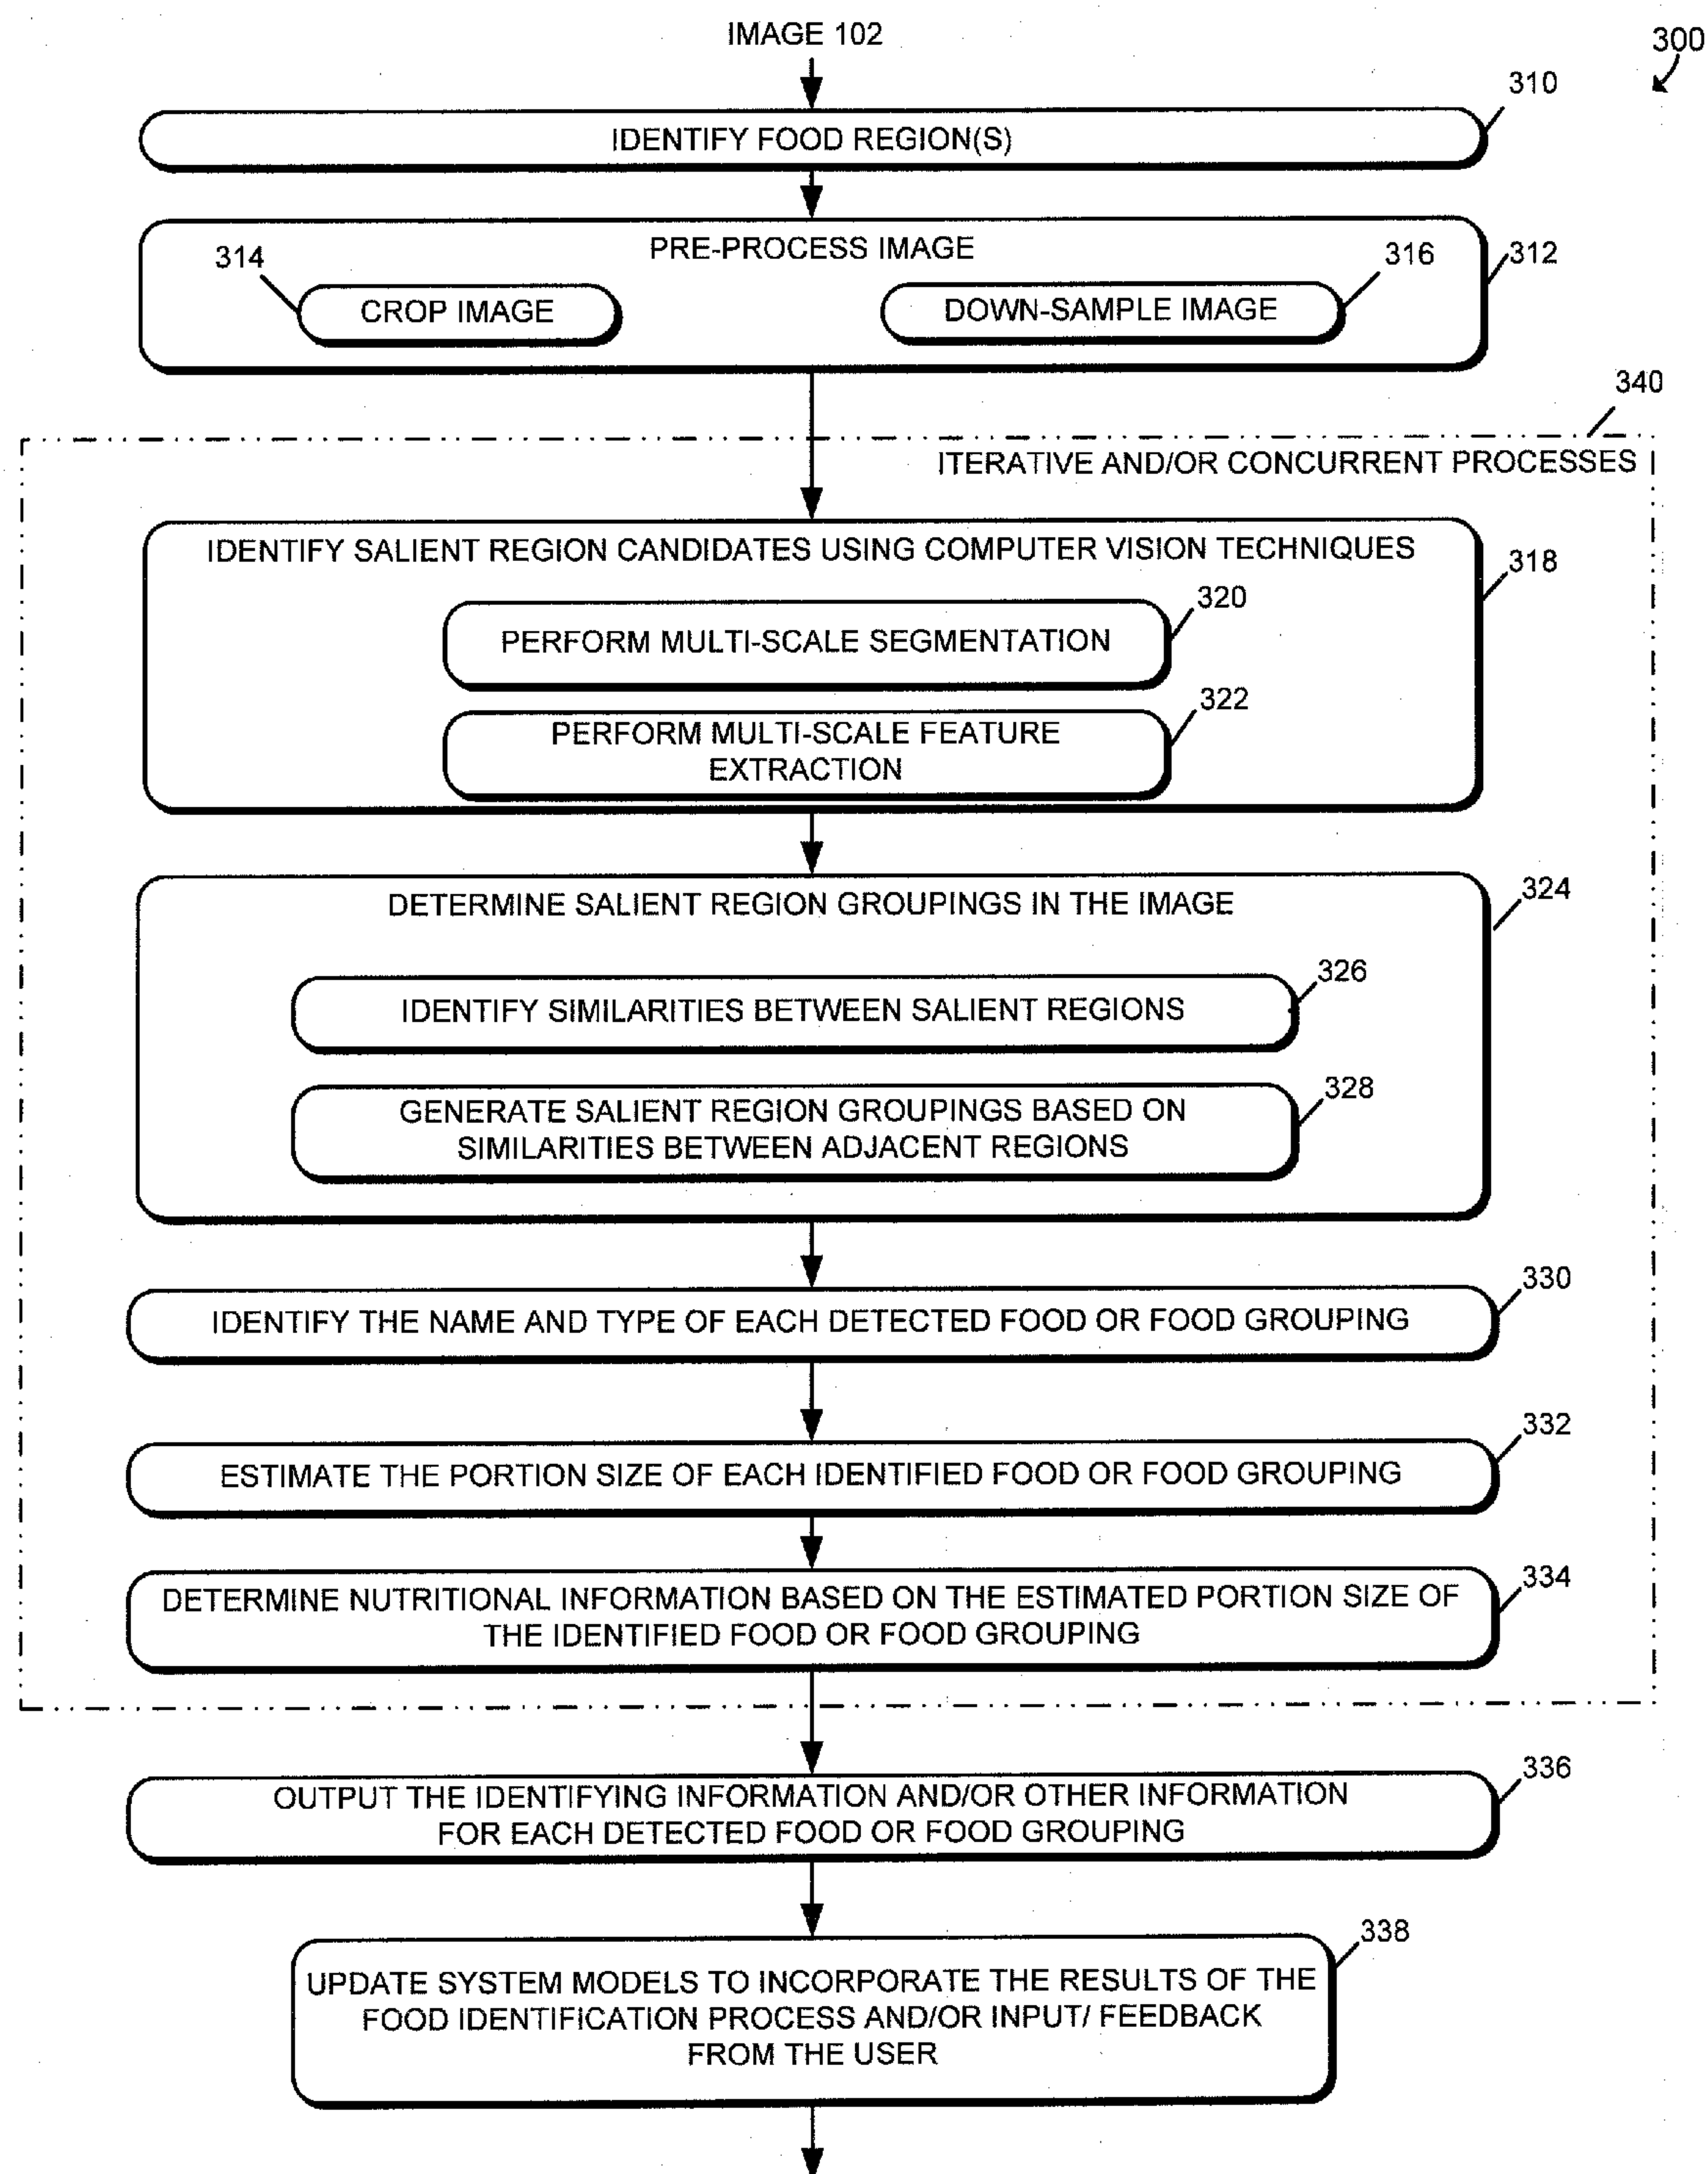 IMAGE 102
300
310
IDENTIFY FOOD REGION(S)
PRE-PROCESS IMAGE
312
314
CROP IMAGE
316
DOWN-SAMPLE IMAGE
340
ITERATIVE AND/OR CONCURRENT PROCESSES
IDENTIFY SALIENT REGION CANDIDATES USING COMPUTER VISION TECHNIQUES
318
320
PERFORM MULTI-SCALE SEGMENTATION
322
PERFORM MULTI-SCALE FEATURE
EXTRACTION
324
DETERMINE SALIENT REGION GROUPINGS IN THE IMAGE
326
IDENTIFY SIMILARITIES BETWEEN SALIENT REGIONS
328
GENERATE SALIENT REGION GROUPINGS BASED ON
SIMILARITIES BETWEEN ADJACENT REGIONS
330
IDENTIFY THE NAME AND TYPE OF EACH DETECTED FOOD OR FOOD GROUPING
332
ESTIMATE THE PORTION SIZE OF EACH IDENTIFIED FOOD OR FOOD GROUPING
334
DETERMINE NUTRITIONAL INFORMATION BASED ON THE ESTIMATED PORTION SIZE OF
THE IDENTIFIED FOOD OR FOOD GROUPING
336
OUTPUT THE IDENTIFYING INFORMATION AND/OR OTHER INFORMATION
FOR EACH DETECTED FOOD OR FOOD GROUPING
338
UPDATE SYSTEM MODELS TO INCORPORATE THE RESULTS OF THE
FOOD IDENTIFICATION PROCESS AND/OR INPUT/ FEEDBACK
FROM THE USER